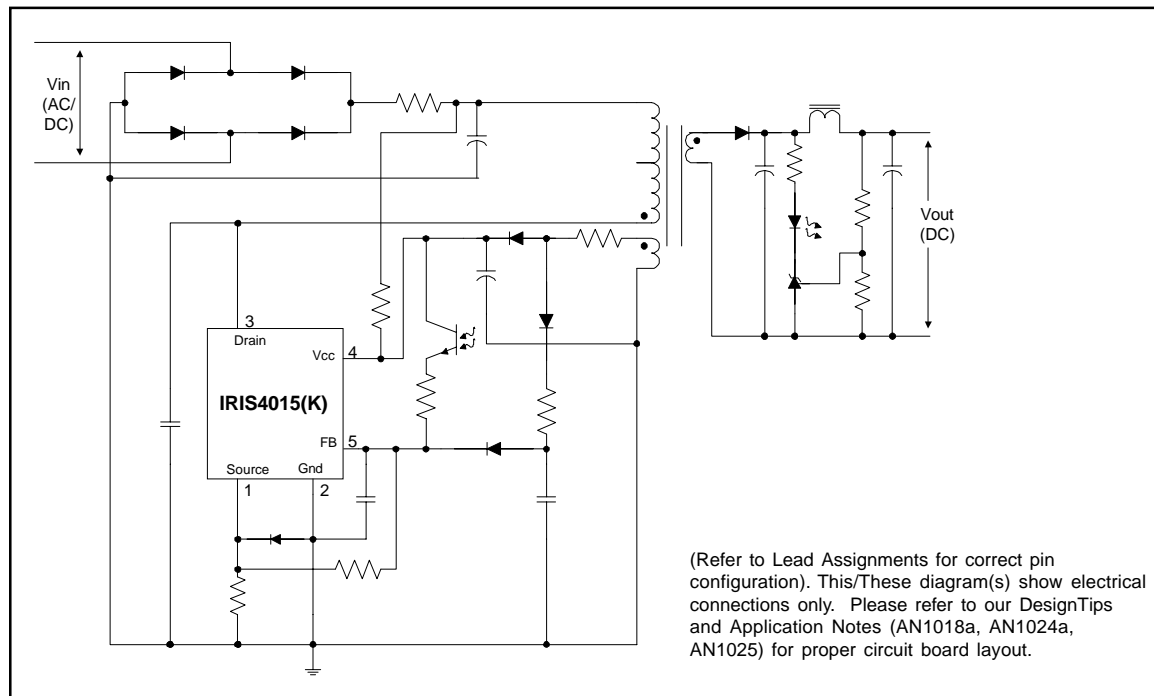 Vin
(AC/
DC)
Vout
(DC)
3
Drain
Vcc
4
IRIS4015(K)
FB
5
Source
Gnd
1
2
(Refer to Lead Assignments for correct pin
configuration). This/These diagram(s) show electrical
connections only. Please refer to our DesignTips
and Application Notes (AN1018a, AN1024a,
AN1025) for proper circuit board layout.